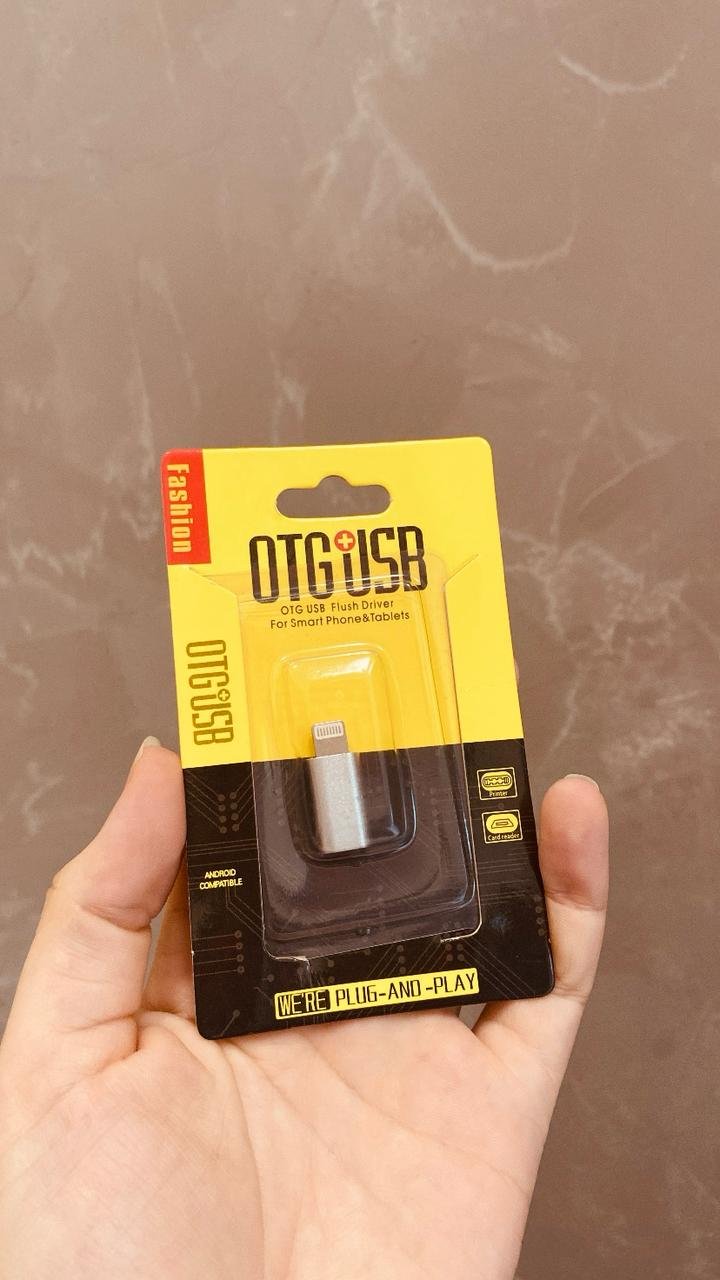 Fashion
OTG USB
OTG USB Flush Driver
For Smart Phone&Tablets
OTG USB
Printer
Card reader
ANDROID
COMPATIBLE
WE'RE PLUG-AND-PLAY